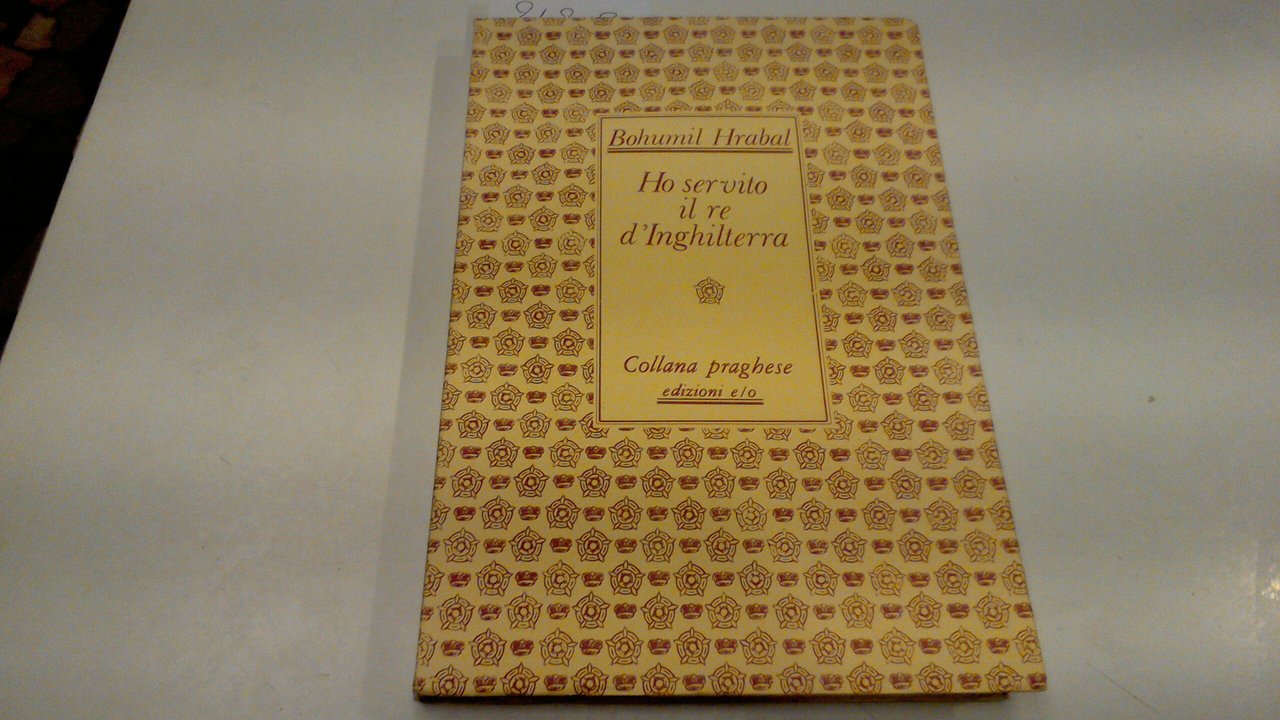 Bohumil Hrabal
Ho servito
il re
d'Inghilterra
Collana praghese
edizioni e/o